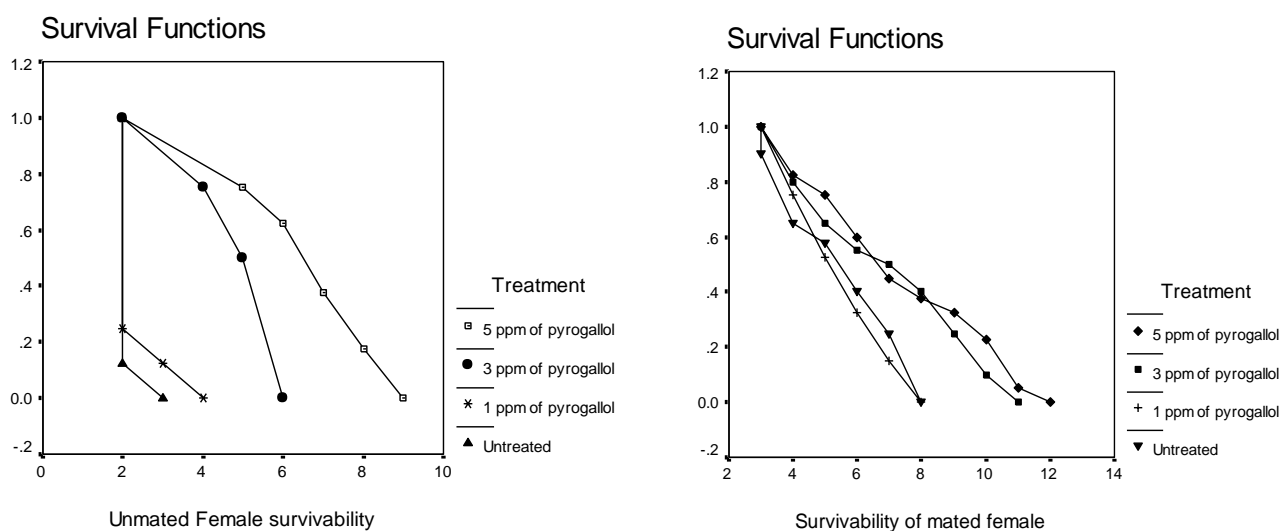 Survival Functions
1.2
1.0
.8
.6
.4
.2
0.0
-.2
0 2 4 6 8 10
Unmated Female survivability
Treatment
5 ppm of pyrogallol
3 ppm of pyrogallol
1 ppm of pyrogallol
Untreated
Survival Functions
1.2
1.0
.8
.6
.4
.2
0.0
-.2
2 4 6 8 10 12 14
Survivability of mated female
Treatment
5 ppm of pyrogallol
3 ppm of pyrogallol
1 ppm of pyrogallol
Untreated